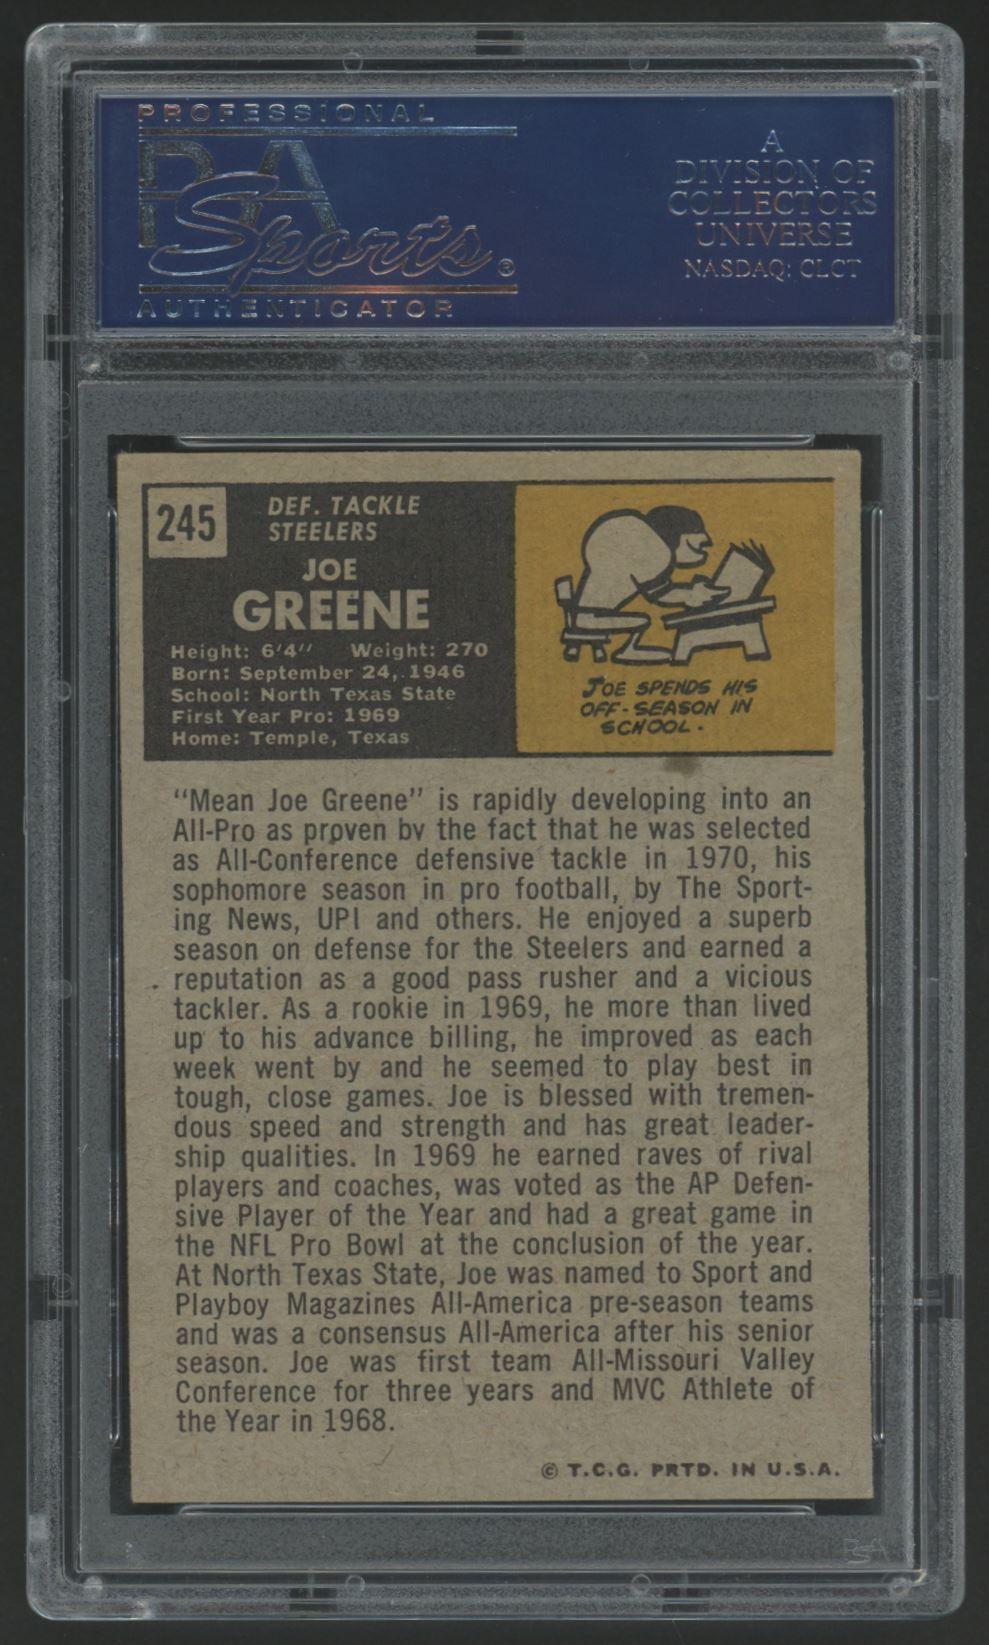 PROFESSIONAL
PSA
Sports®
AUTHENTICATOR
A
DIVISION OF
COLLECTORS
UNIVERSE
NASDAQ: CLCT
245
DEF. TACKLE
STEELERS
JOE
GREENE
Height: 6'4" Weight: 270
Born: September 24, 1946
School: North Texas State
First Year Pro: 1969
Home: Temple, Texas
JOE SPENDS HIS
OFF-SEASON IN
SCHOOL.
"Mean Joe Greene" is rapidly developing into an
All-Pro as proven by the fact that he was selected
as All-Conference defensive tackle in 1970, his
sophomore season in pro football, by The Sport-
ing News, UPI and others. He enjoyed a superb
season on defense for the Steelers and earned a
reputation as a good pass rusher and a vicious
tackler. As a rookie in 1969, he more than lived
up to his advance billing, he improved as each
week went by and he seemed to play best in
tough, close games. Joe is blessed with tremen-
dous speed and strength and has great leader-
ship qualities. In 1969 he earned raves of rival
players and coaches, was voted as the AP Defen-
sive Player of the Year and had a great game in
the NFL Pro Bowl at the conclusion of the year.
At North Texas State, Joe was named to Sport and
Playboy Magazines All-America pre-season teams
and was a consensus All-America after his senior
season. Joe was first team All-Missouri Valley
Conference for three years and MVC Athlete of
the Year in 1968.
© T.C.G. PRTD. IN U.S.A.
PSA